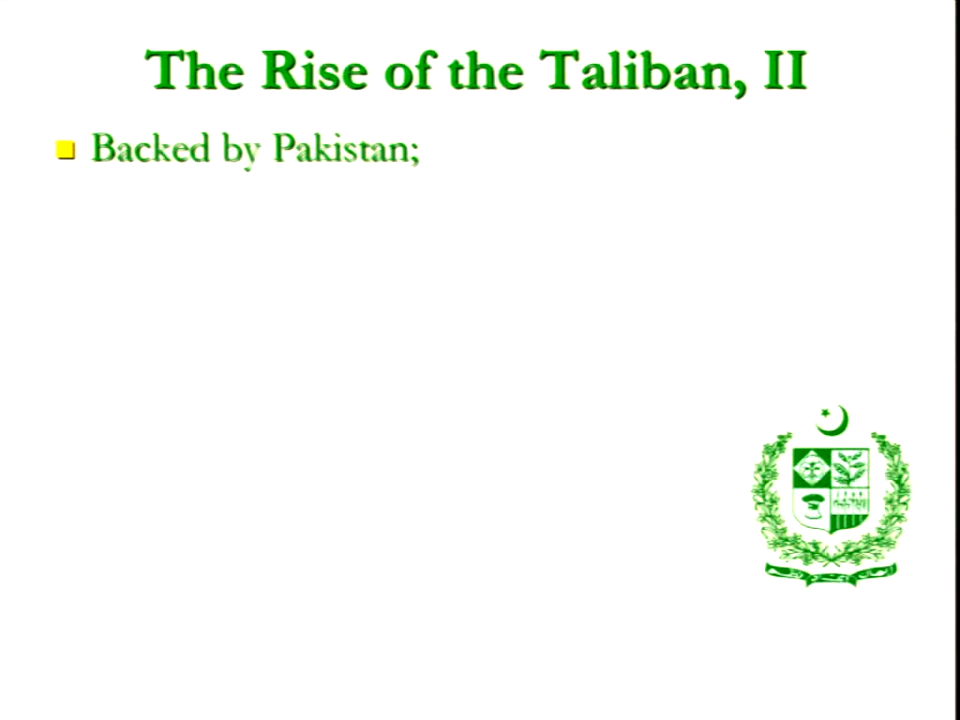 The Rise of the Taliban, II
Backed by Pakistan;